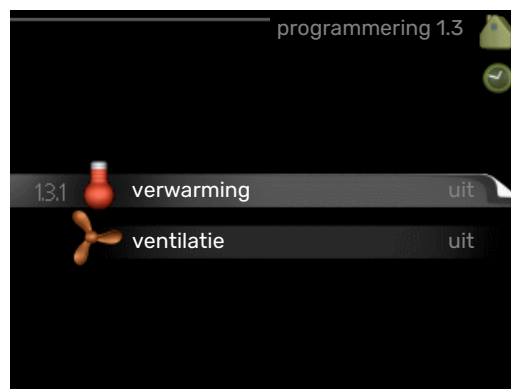 programmering 1.3
1.3.1 verwarming uit
ventilatie uit